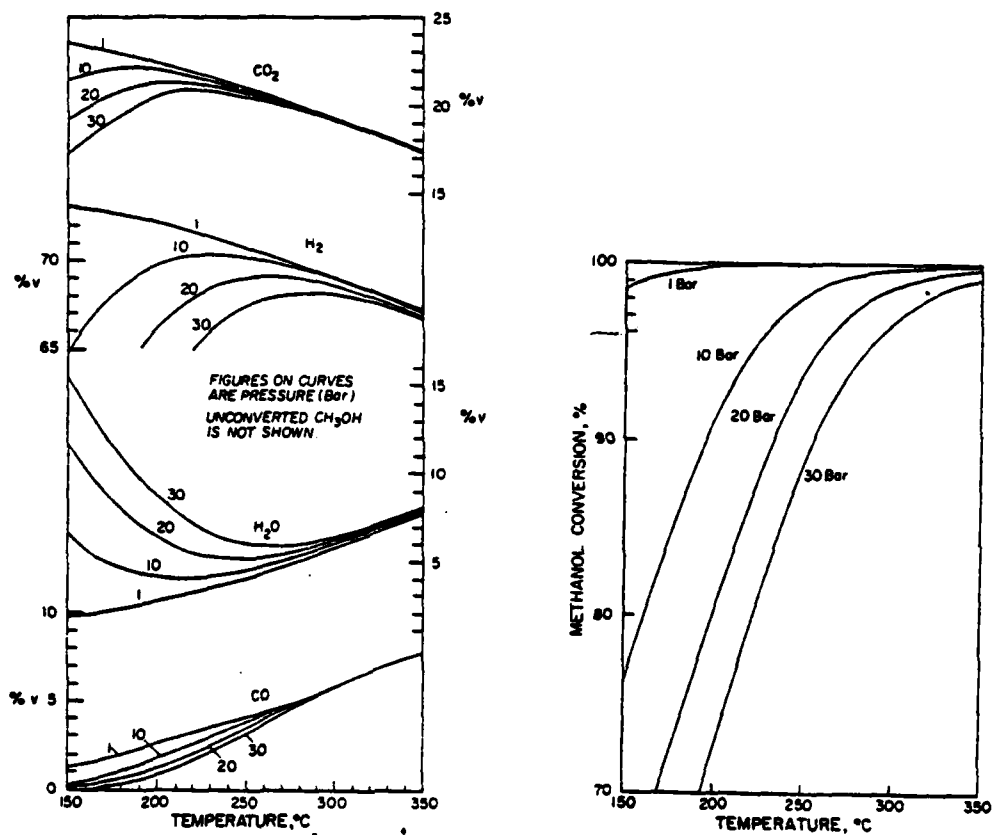 25
20
% v
15
CO₂
1
10
20
30
H₂
1
10
20
30
70
% v
65
FIGURES ON CURVES
ARE PRESSURE (Bar)
UNCONVERTED CH₃OH
IS NOT SHOWN
15
% v
10
5
30
20
H₂O
10
1
10
% v 5
0
CO
1
10
20
30
150 200 250 300 350
TEMPERATURE, °C
100
90
80
70
METHANOL CONVERSION, %
1 Bar
10 Bar
20 Bar
30 Bar
150 200 250 300 350
TEMPERATURE, °C